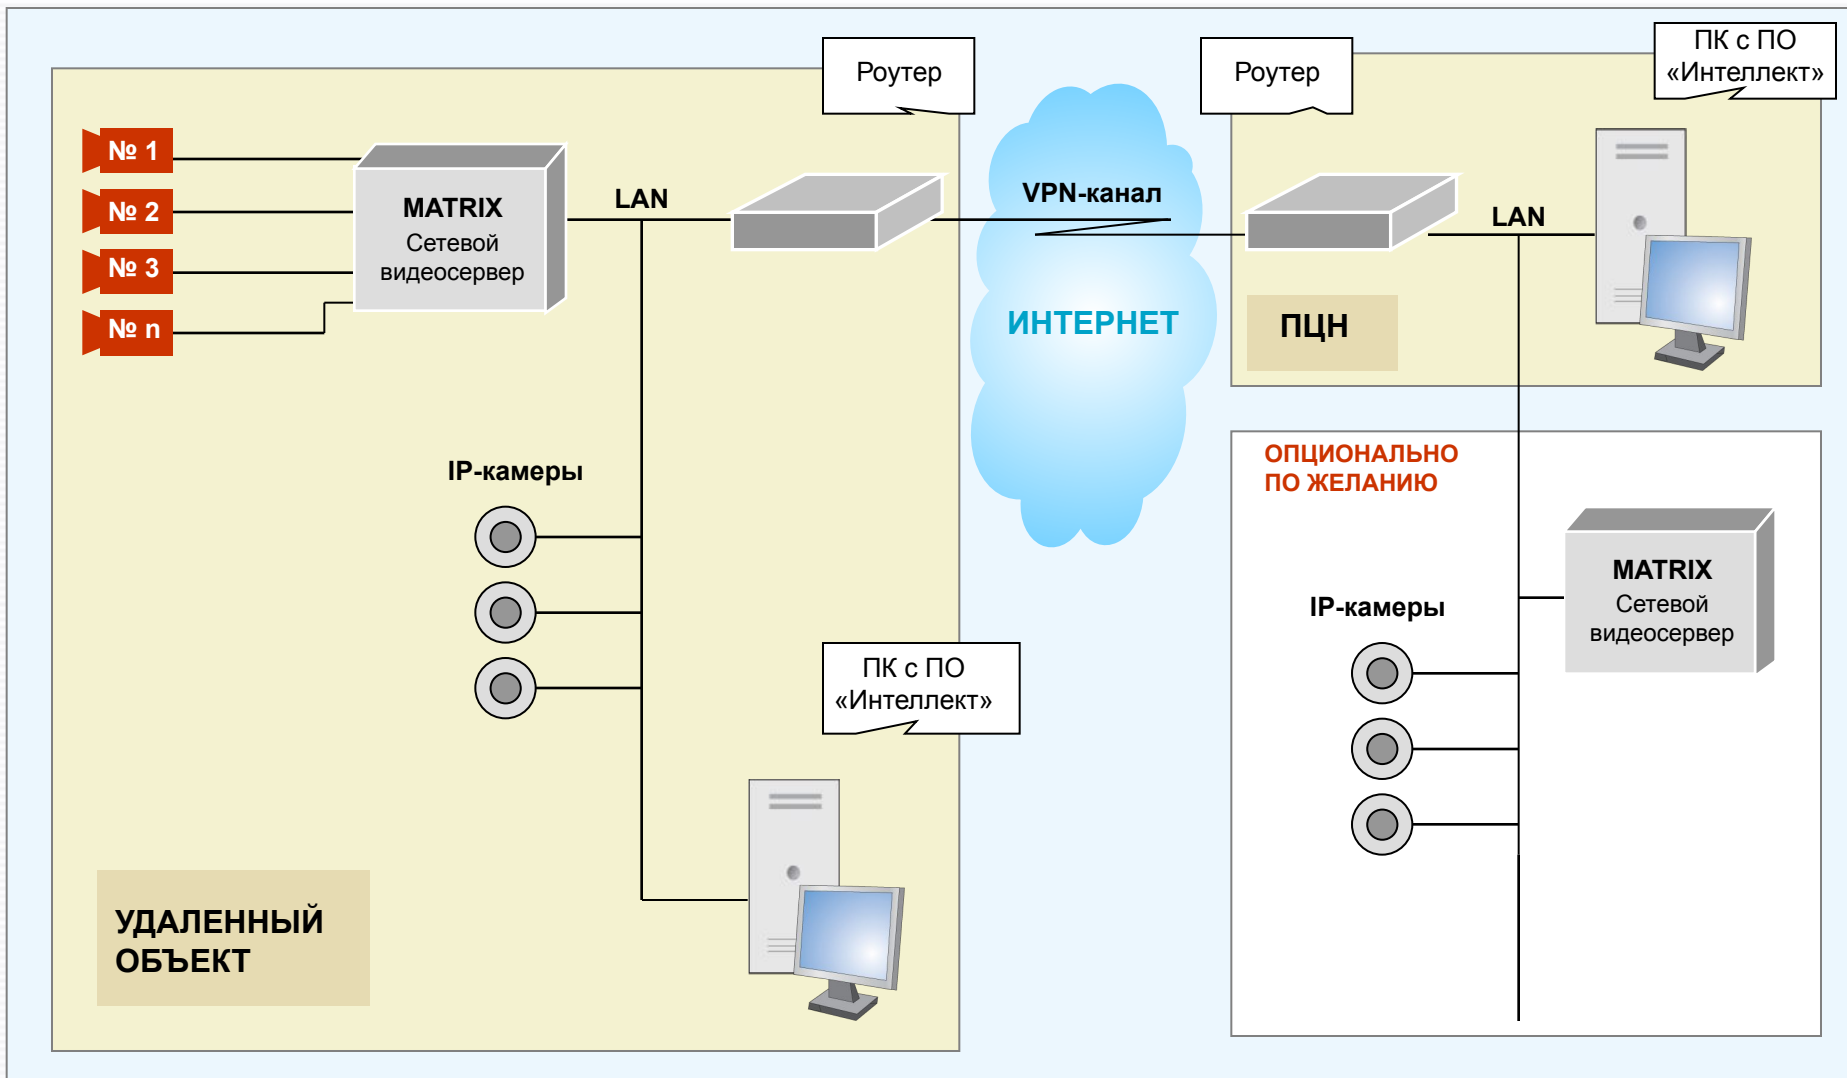 Роутер
№ 1
№ 2
№ 3
№ n
MATRIX
Сетевой
видеосервер
LAN
IP-камеры
ПК с ПО
«Интеллект»
УДАЛЕННЫЙ
ОБЪЕКТ
VPN-канал
ИНТЕРНЕТ
Роутер
ПК с ПО
«Интеллект»
LAN
ПЦН
ОПЦИОНАЛЬНО
ПО ЖЕЛАНИЮ
MATRIX
Сетевой
видеосервер
IP-камеры